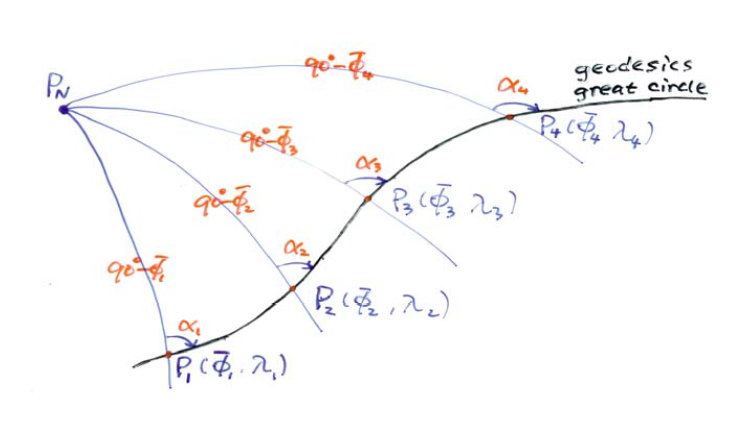 90°-Φ̄₄
P_N
α₄
geodesics
great circle
P₄(Φ̄₄ λ₄)
90°-Φ̄₃
α₃
P₃(Φ̄₃ λ₃)
90°-Φ̄₂
α₂
P₂(Φ̄₂, λ₂)
90°-Φ̄₁
α₁
P₁(Φ̄₁, λ₁)